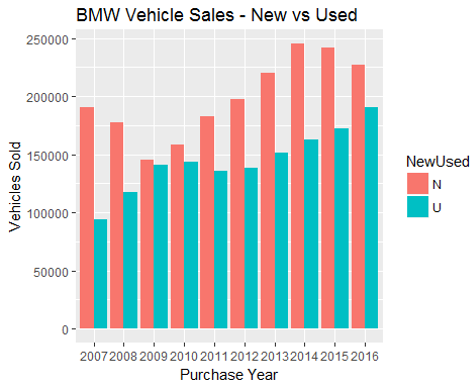 BMW Vehicle Sales - New vs Used
250000
200000
150000
100000
50000
0
Vehicles Sold
2007 2008 2009 2010 2011 2012 2013 2014 2015 2016
Purchase Year
NewUsed
N
U